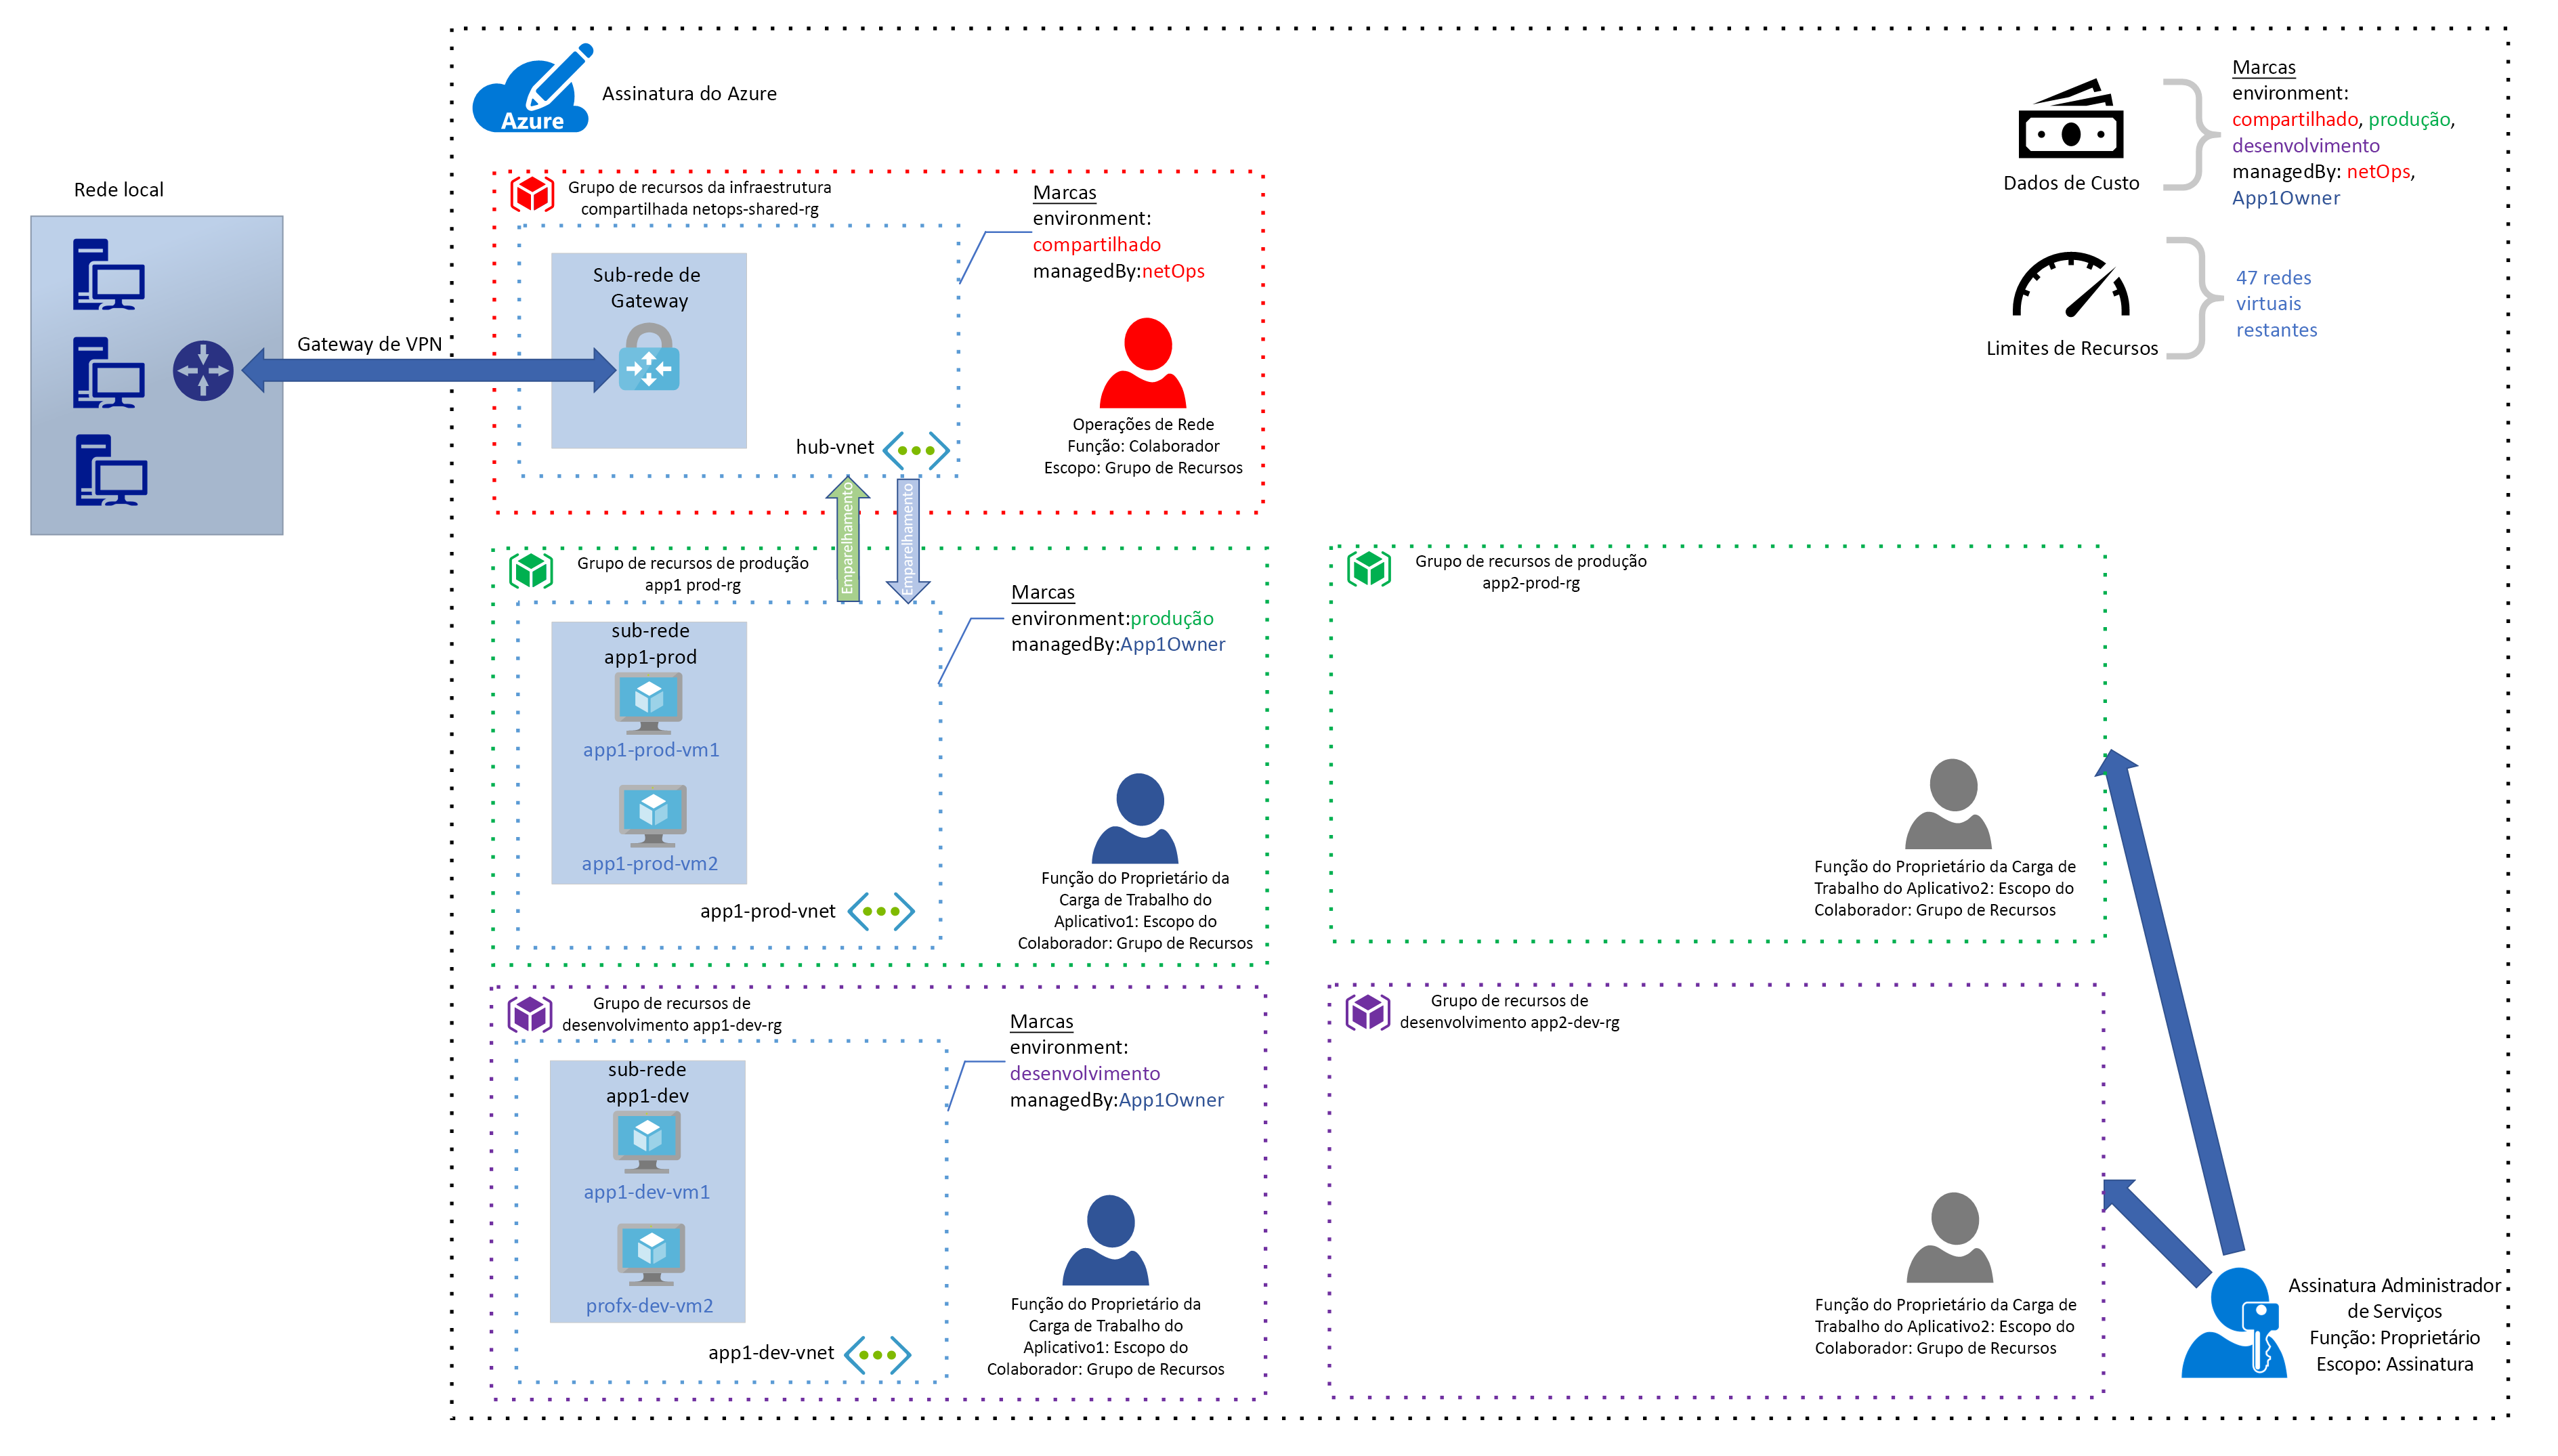 Azure
Assinatura do Azure
Dados de Custo
Marcas
environment:
compartilhado, produção,
desenvolvimento
managedBy: netOps,
App1Owner
Limites de Recursos
47 redes
virtuais
restantes
Rede local
Gateway de VPN
Grupo de recursos da infraestrutura
compartilhada netops-shared-rg
Sub-rede de
Gateway
hub-vnet
Marcas
environment:
compartilhado
managedBy:netOps
Operações de Rede
Função: Colaborador
Escopo: Grupo de Recursos
Emparelhamento
Emparelhamento
Grupo de recursos de produção
app1 prod-rg
sub-rede
app1-prod
app1-prod-vm1
app1-prod-vm2
app1-prod-vnet
Marcas
environment:produção
managedBy:App1Owner
Função do Proprietário da
Carga de Trabalho do
Aplicativo1: Escopo do
Colaborador: Grupo de Recursos
Grupo de recursos de produção
app2-prod-rg
Função do Proprietário da Carga de
Trabalho do Aplicativo2: Escopo do
Colaborador: Grupo de Recursos
Grupo de recursos de
desenvolvimento app1-dev-rg
sub-rede
app1-dev
app1-dev-vm1
profx-dev-vm2
app1-dev-vnet
Marcas
environment:
desenvolvimento
managedBy:App1Owner
Função do Proprietário da
Carga de Trabalho do
Aplicativo1: Escopo do
Colaborador: Grupo de Recursos
Grupo de recursos de
desenvolvimento app2-dev-rg
Função do Proprietário da Carga de
Trabalho do Aplicativo2: Escopo do
Colaborador: Grupo de Recursos
Assinatura Administrador
de Serviços
Função: Proprietário
Escopo: Assinatura